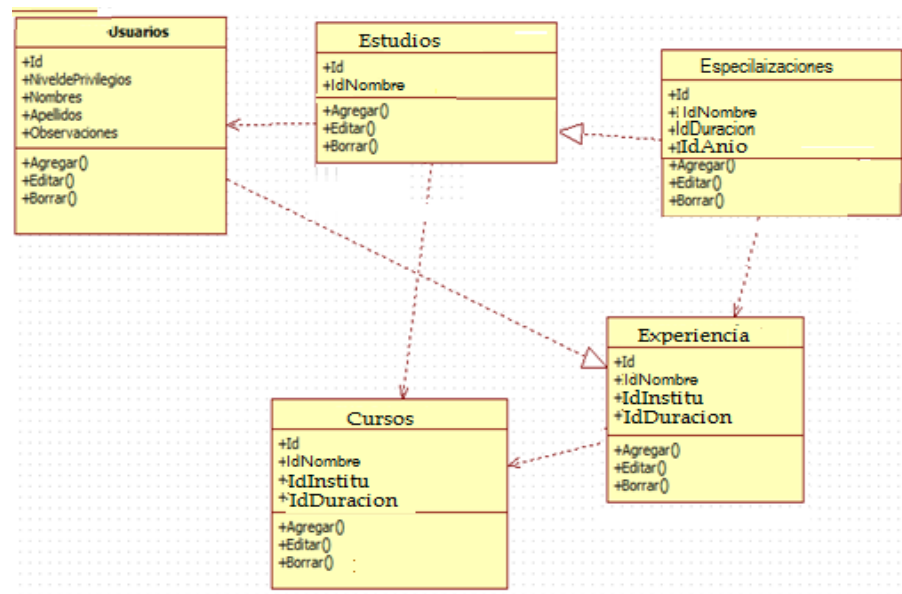 Usuarios
+Id
+NiveldePrivilegios
+Nombres
+Apellidos
+Observaciones
+Agregar()
+Editar()
+Borrar()
Estudios
+Id
+IdNombre
+Agregar()
+Editar()
+Borrar()
Especilaizaciones
+Id
+IdNombre
+IdDuracion
+IdAnio
+Agregar()
+Editar()
+Borrar()
Experiencia
+Id
+IdNombre
+IdInstitu
+IdDuracion
+Agregar()
+Editar()
+Borrar()
Cursos
+Id
+IdNombre
+IdInstitu
+IdDuracion
+Agregar()
+Editar()
+Borrar()